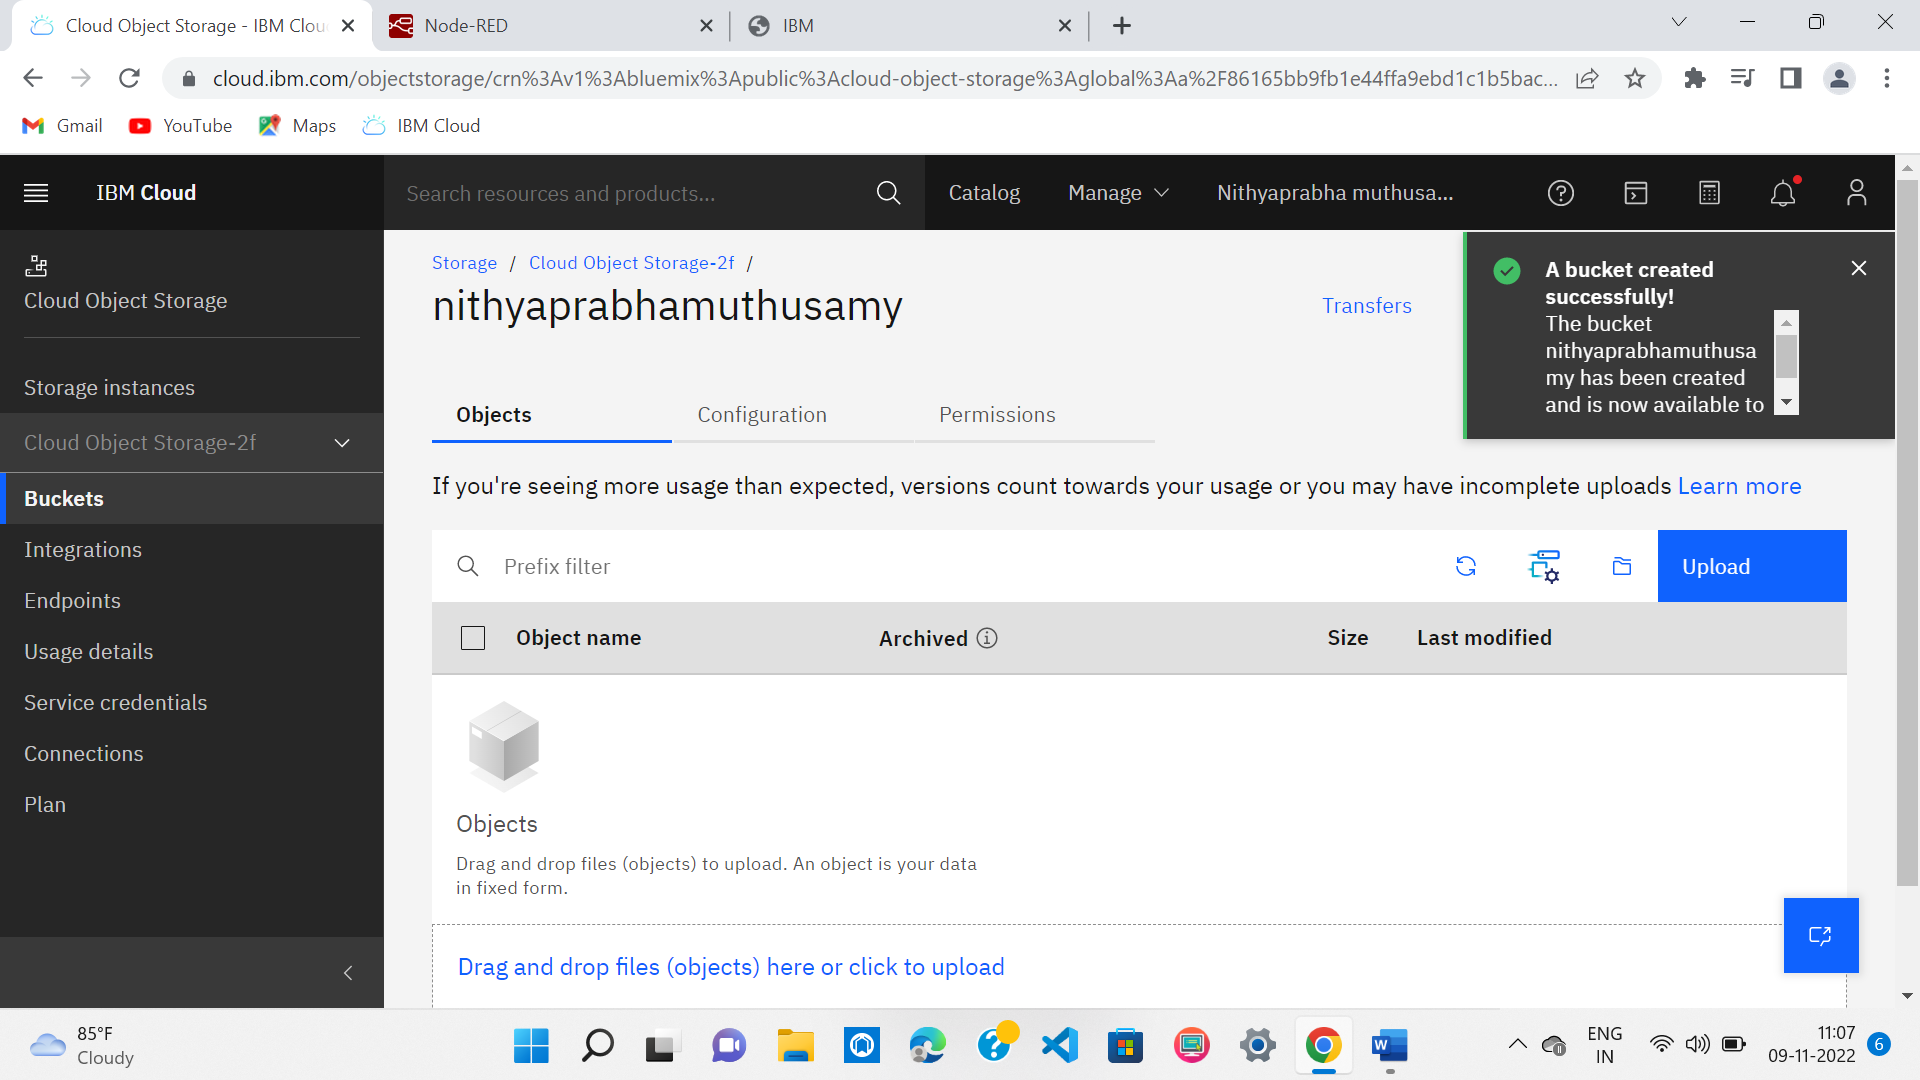 Cloud Object Storage - IBM Clou
Node-RED
IBM
cloud.ibm.com/objectstorage/crn%3Av1%3Abluemix%3Apublic%3Acloud-object-storage%3Aglobal%3Aa%2F86165bb9fb1e44ffa9ebd1c1b5bac...
Gmail
YouTube
Maps
IBM Cloud
IBM Cloud
Search resources and products...
Catalog
Manage
Nithyaprabha muthusa...
Cloud Object Storage
Storage instances
Cloud Object Storage-2f
Buckets
Integrations
Endpoints
Usage details
Service credentials
Connections
Plan
Storage / Cloud Object Storage-2f /
nithyaprabhamuthusamy
Transfers
A bucket created
successfully!
The bucket
nithyaprabhamuthusa
my has been created
and is now available to
Objects
Configuration
Permissions
If you're seeing more usage than expected, versions count towards your usage or you may have incomplete uploads Learn more
Prefix filter
Upload
Object name
Archived
Size
Last modified
Objects
Drag and drop files (objects) to upload. An object is your data
in fixed form.
Drag and drop files (objects) here or click to upload
85°F
Cloudy
ENG
IN
11:07
09-11-2022
6